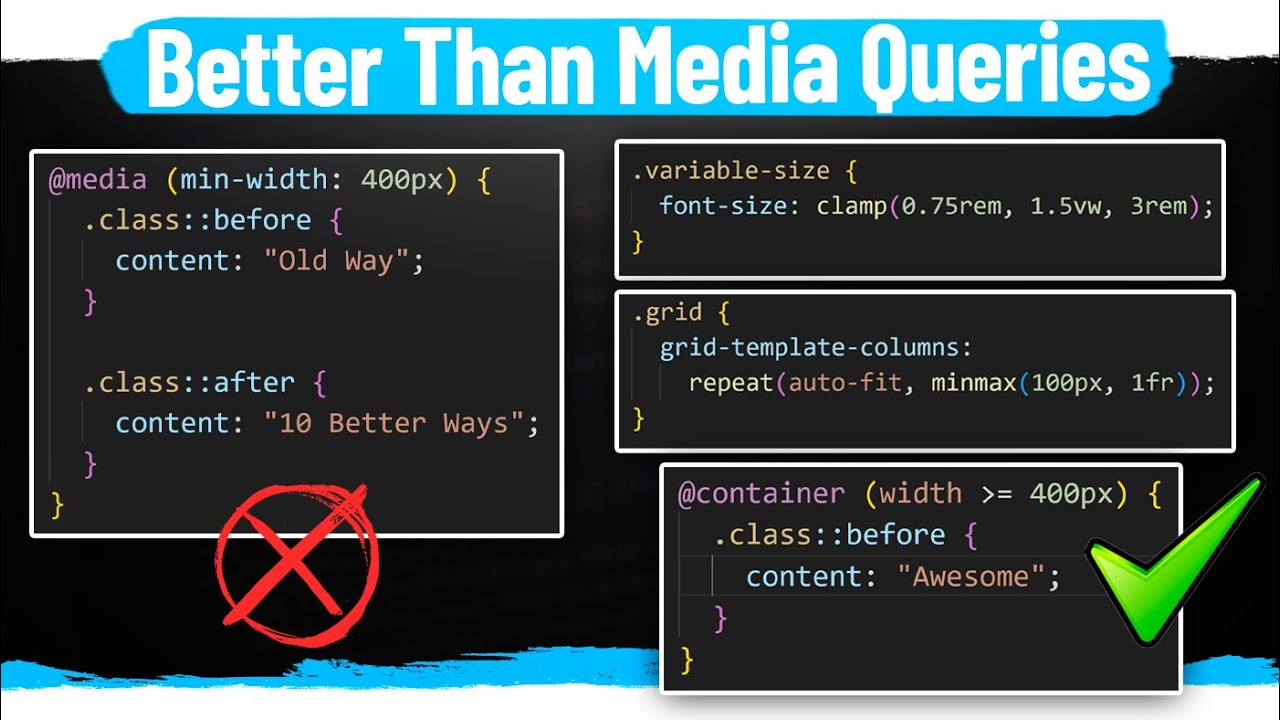 Better Than Media Queries
@media (min-width: 400px) {
.class::before {
content: "Old Way";
}
.class::after {
content: "10 Better Ways";
}
}
.variable-size {
font-size: clamp(0.75rem, 1.5vw, 3rem);
}
.grid {
grid-template-columns:
repeat(auto-fit, minmax(100px, 1fr));
}
@container (width >= 400px) {
.class::before {
content: "Awesome";
}
}